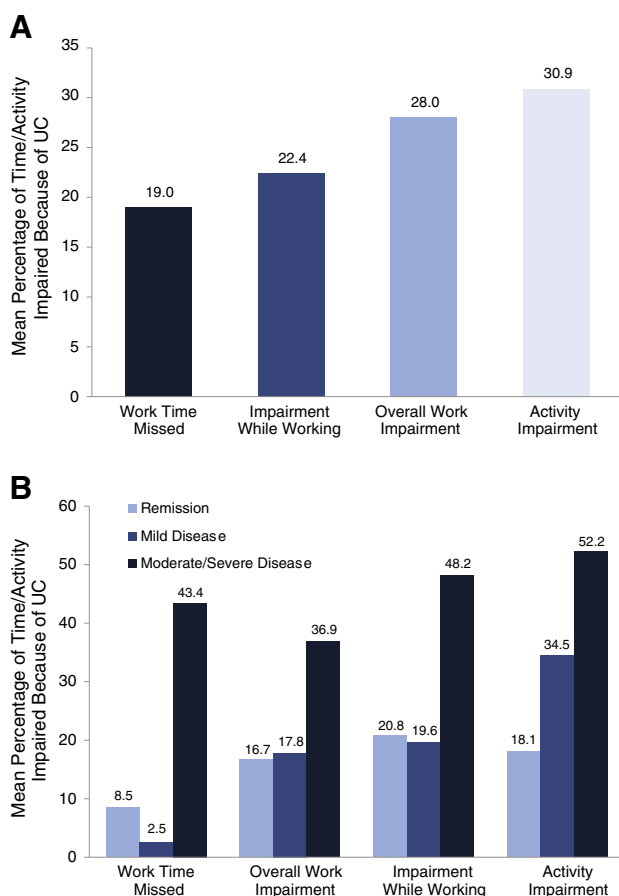 A
Mean Percentage of Time/Activity
Impaired Because of UC
35
30
25
20
15
10
5
0
19.0
22.4
28.0
30.9
Work Time
Missed
Impairment
While Working
Overall Work
Impairment
Activity
Impairment
B
Mean Percentage of Time/Activity
Impaired Because of UC
60
50
40
30
20
10
0
Remission
Mild Disease
Moderate/Severe Disease
8.5
2.5
43.4
16.7
17.8
36.9
20.8
19.6
48.2
18.1
34.5
52.2
Work Time
Missed
Overall Work
Impairment
Impairment
While Working
Activity
Impairment